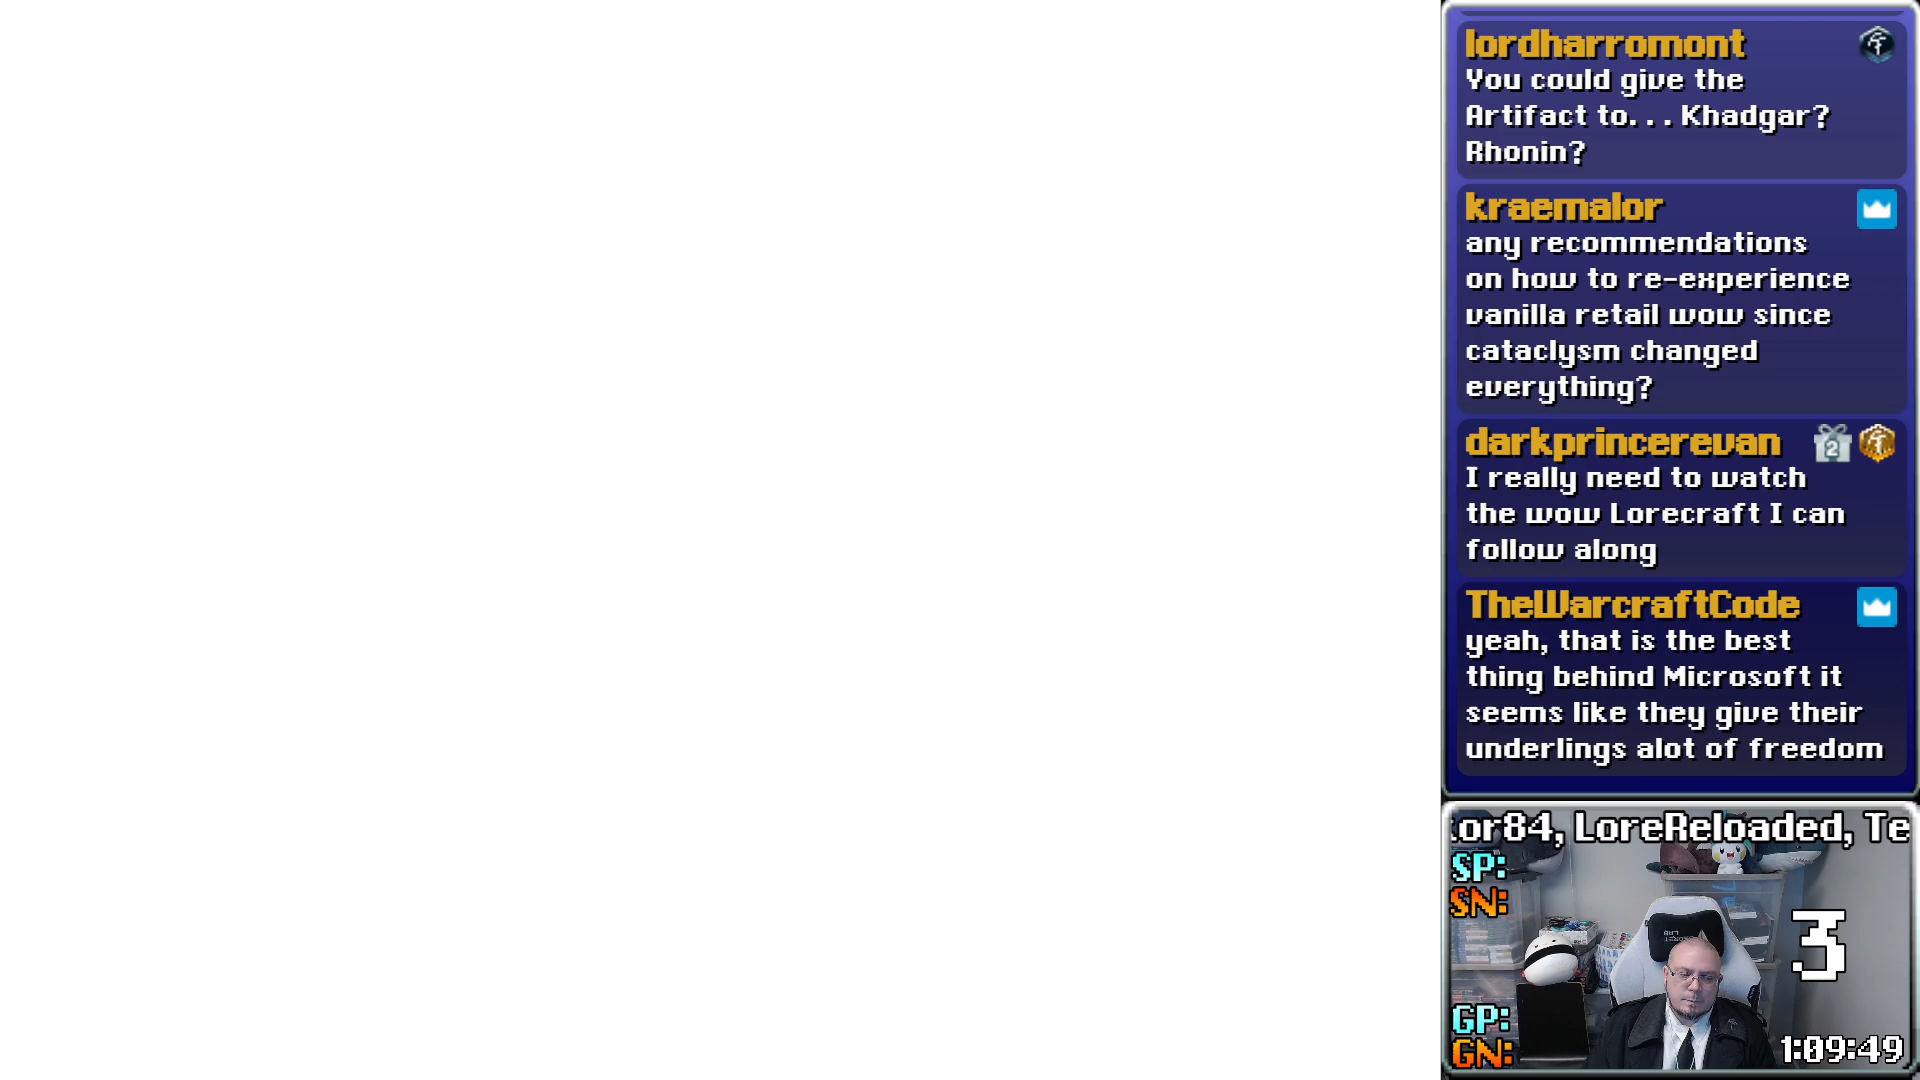 lordharromont
You could give the
Artifact to... Khadgar?
Rhonin?
kraemalor
any recommendations
on how to re-experience
vanilla retail wow since
cataclysm changed
everything?
darkprincerevan
2
I really need to watch
the wow Lorecraft I can
follow along
TheWarcraftCode
yeah, that is the best
thing behind Microsoft it
seems like they give their
underlings alot of freedom
or84, LoreReloaded, Te
SP:
SN:
3
GP:
GN:
1:09:49